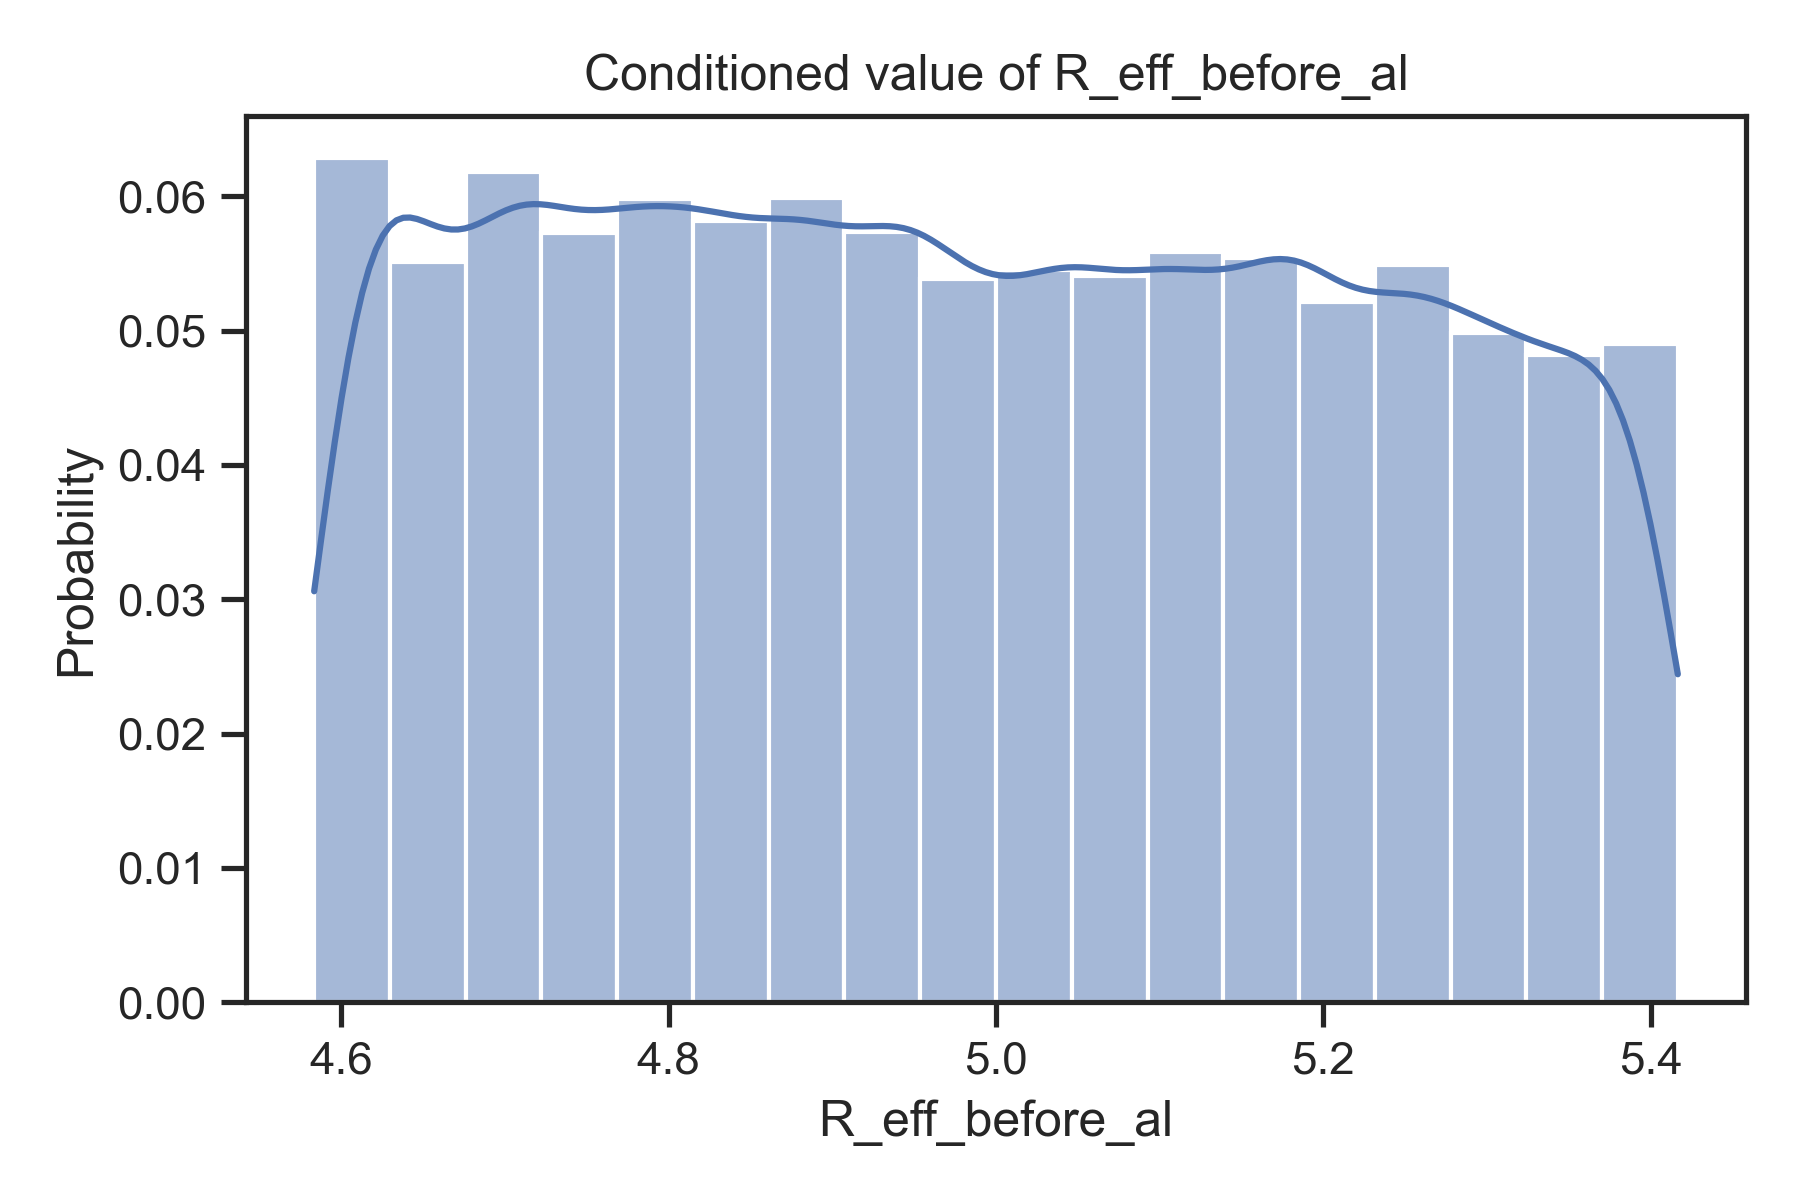 Conditioned value of R_eff_before_al
Probability
0.06
0.05
0.04
0.03
0.02
0.01
0.00
4.6 4.8 5.0 5.2 5.4
R_eff_before_al